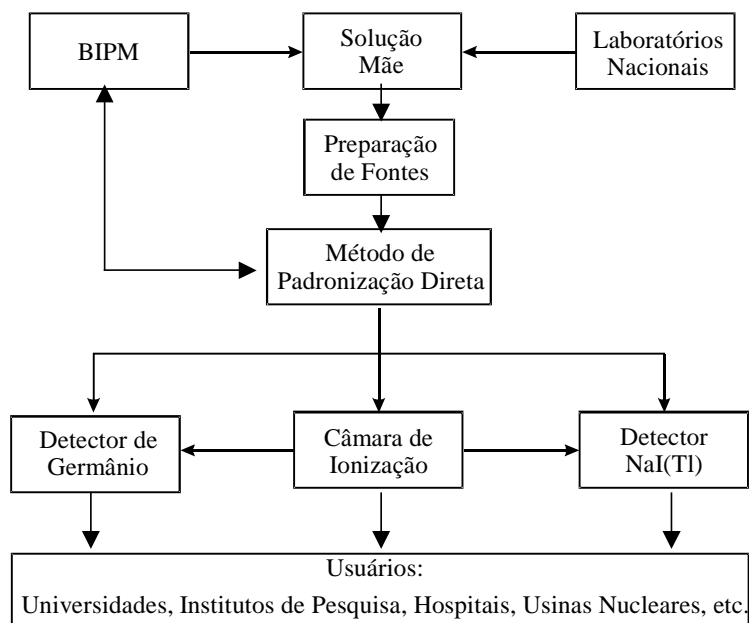 BIPM
Solução
Mãe
Laboratórios
Nacionais
Preparação
de Fontes
Método de
Padronização Direta
Detector de
Germânio
Câmara de
Ionização
Detector
NaI(Tl)
Usuários:
Universidades, Institutos de Pesquisa, Hospitais, Usinas Nucleares, etc.